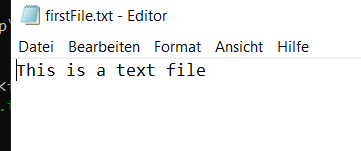 firstFile.txt - Editor
Datei Bearbeiten Format Ansicht Hilfe
This is a text file